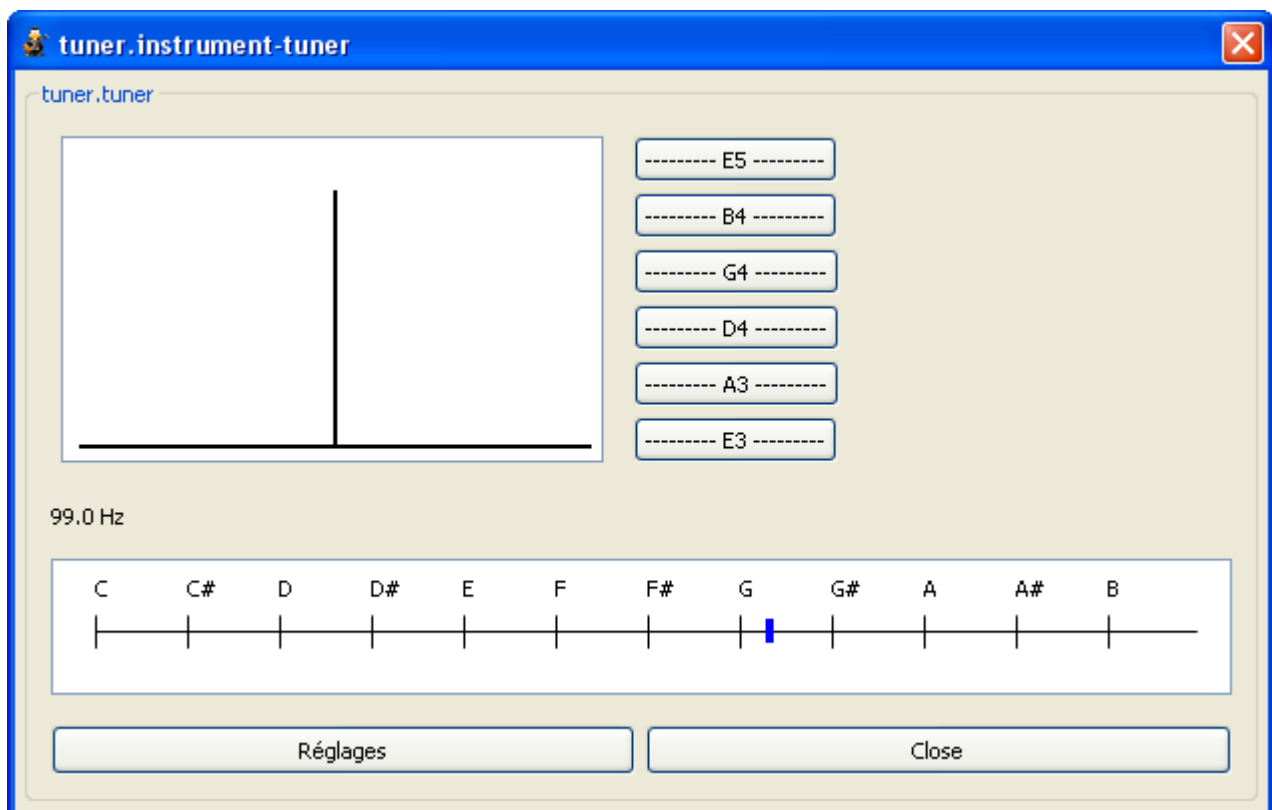 tuner.instrument-tuner
tuner.tuner
--------- E5 ---------
--------- B4 ---------
--------- G4 ---------
--------- D4 ---------
--------- A3 ---------
--------- E3 ---------
99.0 Hz
C C# D D# E F F# G G# A A# B
Réglages Close